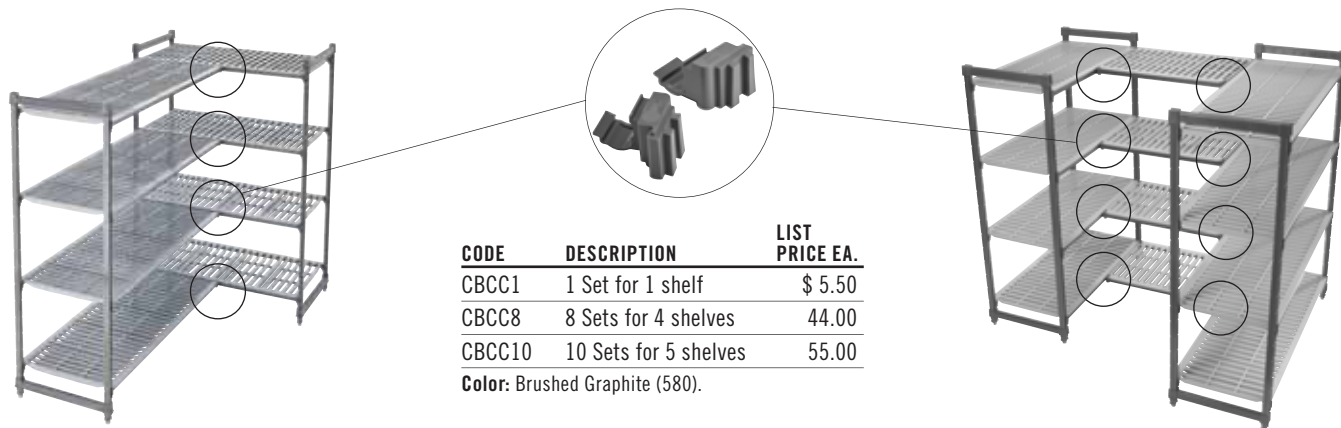 CODE DESCRIPTION LIST PRICE EA.
CBCC1 1 Set for 1 shelf $ 5.50
CBCC8 8 Sets for 4 shelves 44.00
CBCC10 10 Sets for 5 shelves 55.00
Color: Brushed Graphite (580).